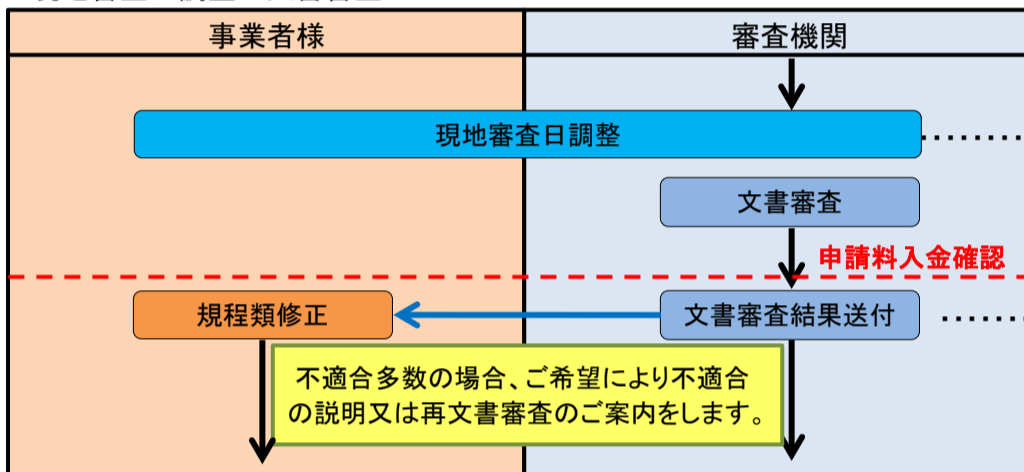 事業者様
審査機関
現地審査日調整
文書審査
申請料入金確認
規程類修正
文書審査結果送付
不適合多数の場合、ご希望により不適合
の説明又は再文書審査のご案内をします。